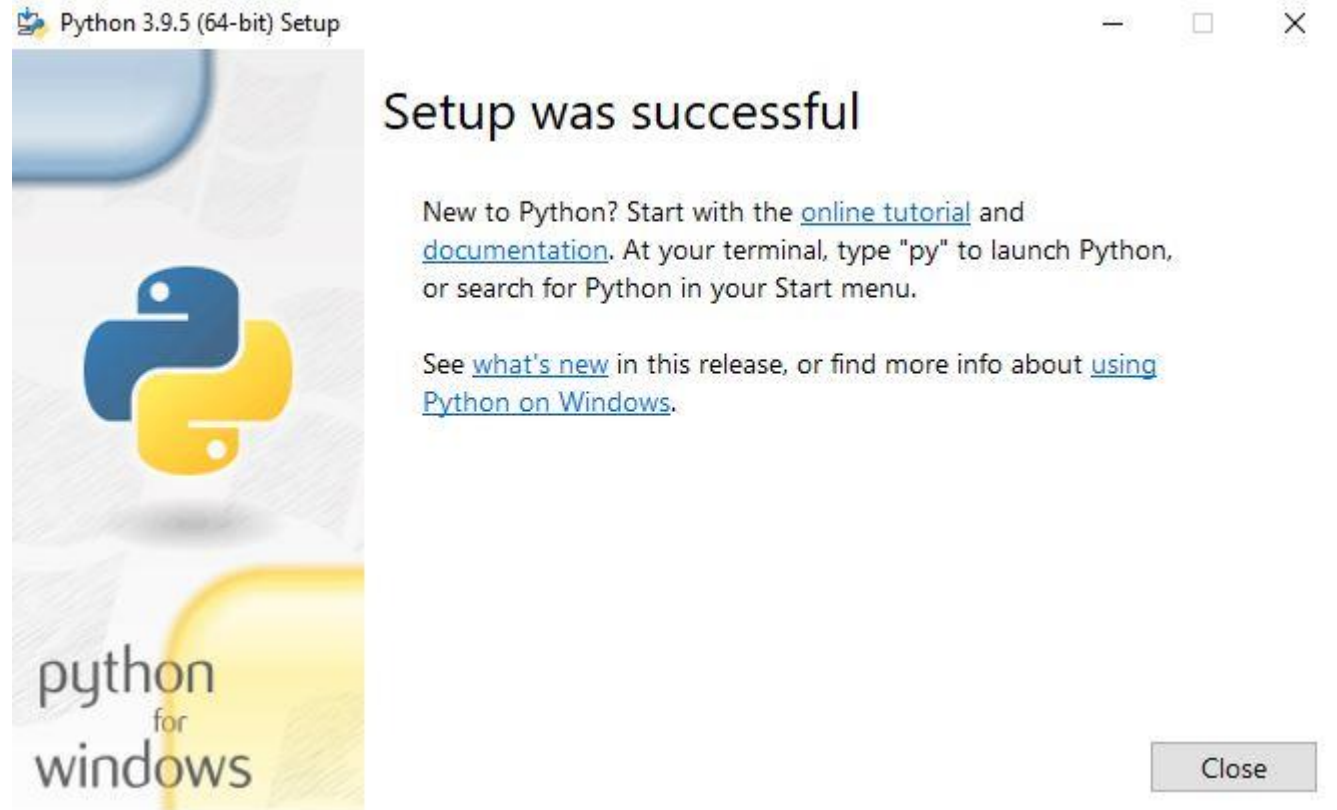 Python 3.9.5 (64-bit) Setup
Setup was successful
New to Python? Start with the online tutorial and
documentation. At your terminal, type "py" to launch Python,
or search for Python in your Start menu.
See what's new in this release, or find more info about using
Python on Windows.
python
for
windows
Close